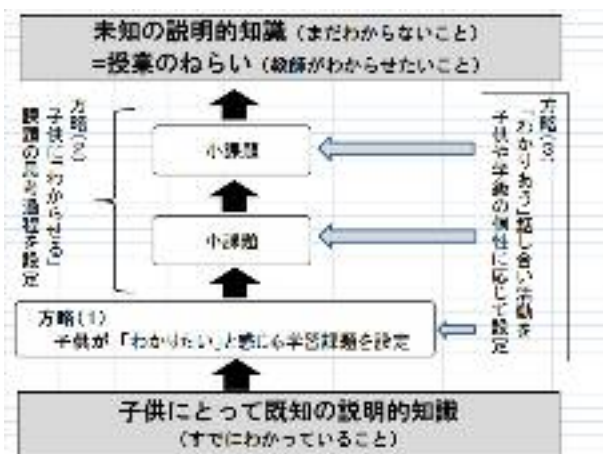 未知の説明的知識 (まだわからないこと)
=授業のねらい (教師がわからせたいこと)
方略(2)
子供に「わからせる」
課題の解決過程を設定
小課題
小課題
方略(3)
「わかりあう」話し合い活動を
子供や学級の個性に応じて設定
方略(1)
子供が「わかりたい」と感じる学習課題を設定
子供にとって既知の説明的知識
(すでにわかっていること)